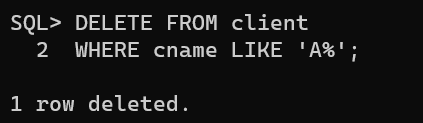 SQL> DELETE FROM client
  2  WHERE cname LIKE 'A%';
1 row deleted.